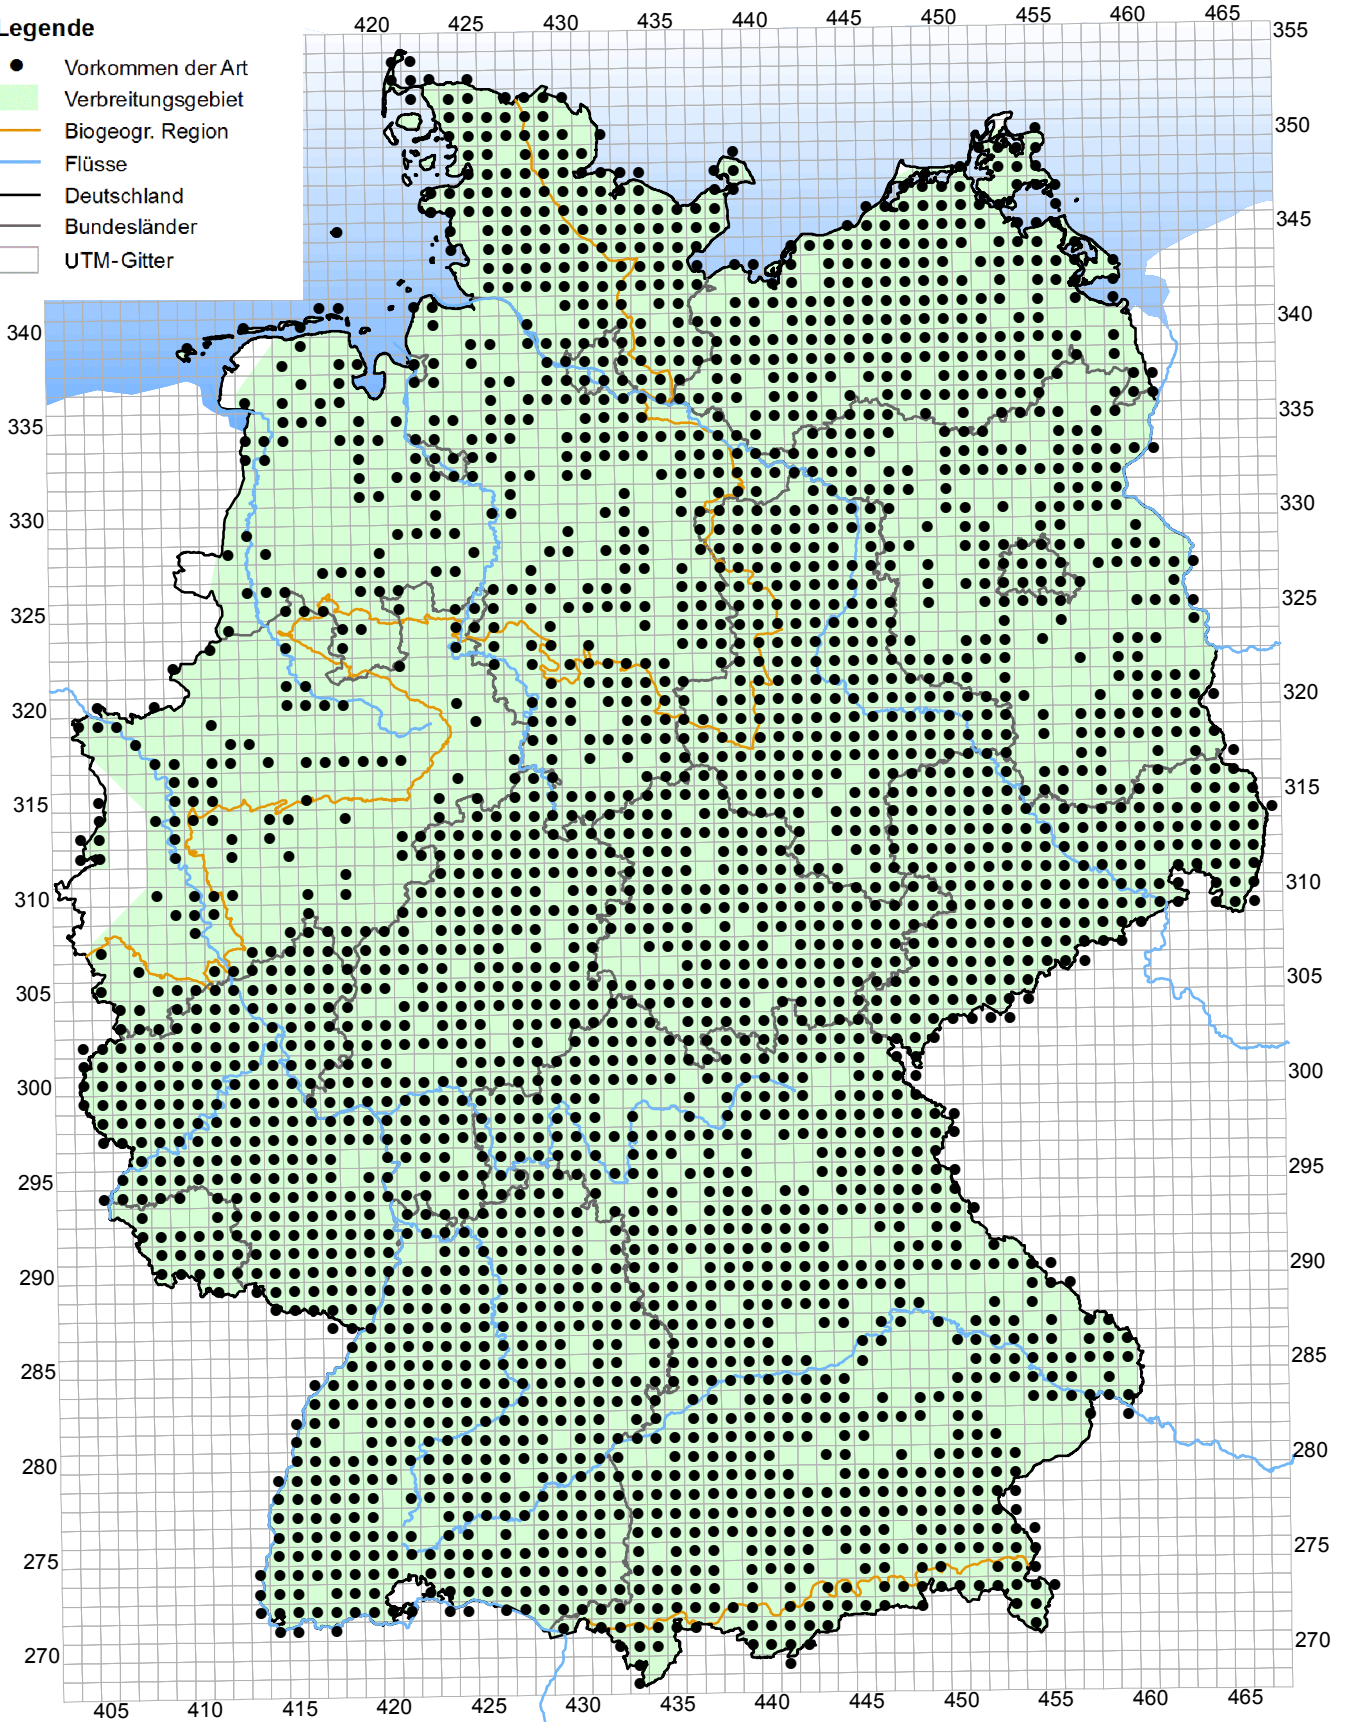 Legende
Vorkommen der Art
Verbreitungsgebiet
Biogeogr. Region
Flüsse
Deutschland
Bundesländer
UTM-Gitter
420 425 430 435 440 445 450 455 460 465
355
350
345
340 340
335 335
330 330
325 325
320 320
315 315
310 310
305 305
300 300
295 295
290 290
285 285
280 280
275 275
270 270
405 410 415 420 425 430 435 440 445 450 455 460 465